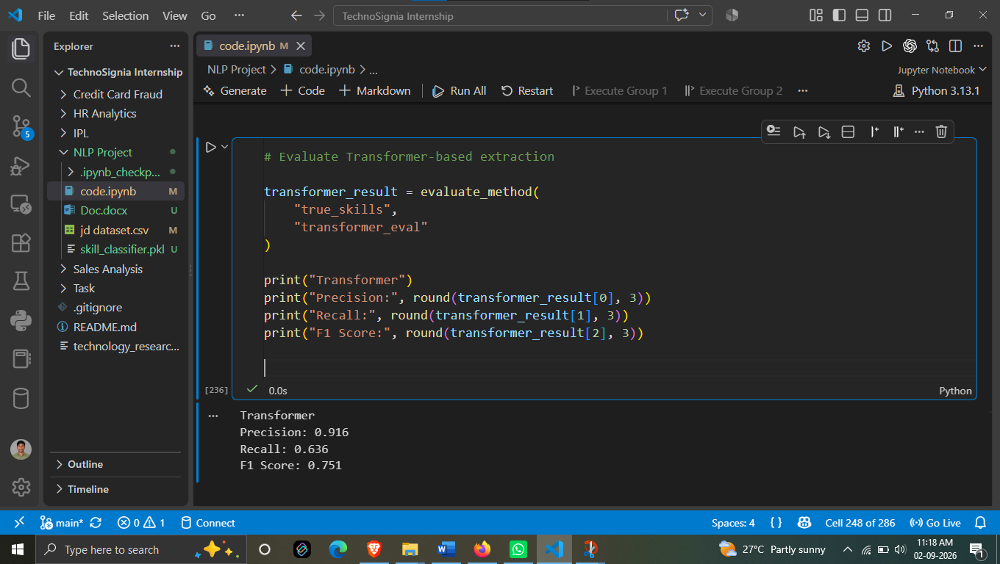 File Edit Selection View Go ···
TechnoSignia Internship
Explorer ···
TechnoSignia Internship
Credit Card Fraud
HR Analytics
IPL
NLP Project
.ipynb_checkp...
code.ipynb M
Doc.docx U
jd dataset.csv M
skill_classifier.pkl U
Sales Analysis
Task
.gitignore
README.md
technology_researc...
Outline
Timeline
5
code.ipynb M
NLP Project > code.ipynb > ...
Jupyter Notebook
Generate + Code + Markdown Run All Restart Execute Group 1 Execute Group 2 ···
Python 3.13.1
# Evaluate Transformer-based extraction
transformer_result = evaluate_method(
"true_skills",
"transformer_eval"
)
print("Transformer")
print("Precision:", round(transformer_result[0], 3))
print("Recall:", round(transformer_result[1], 3))
print("F1 Score:", round(transformer_result[2], 3))
[236] 0.0s Python
Transformer
Precision: 0.916
Recall: 0.636
F1 Score: 0.751
main* 0 1 Connect Spaces: 4 { } Cell 248 of 286 Go Live
Type here to search
27°C Partly sunny
11:18 AM
02-09-2026
1